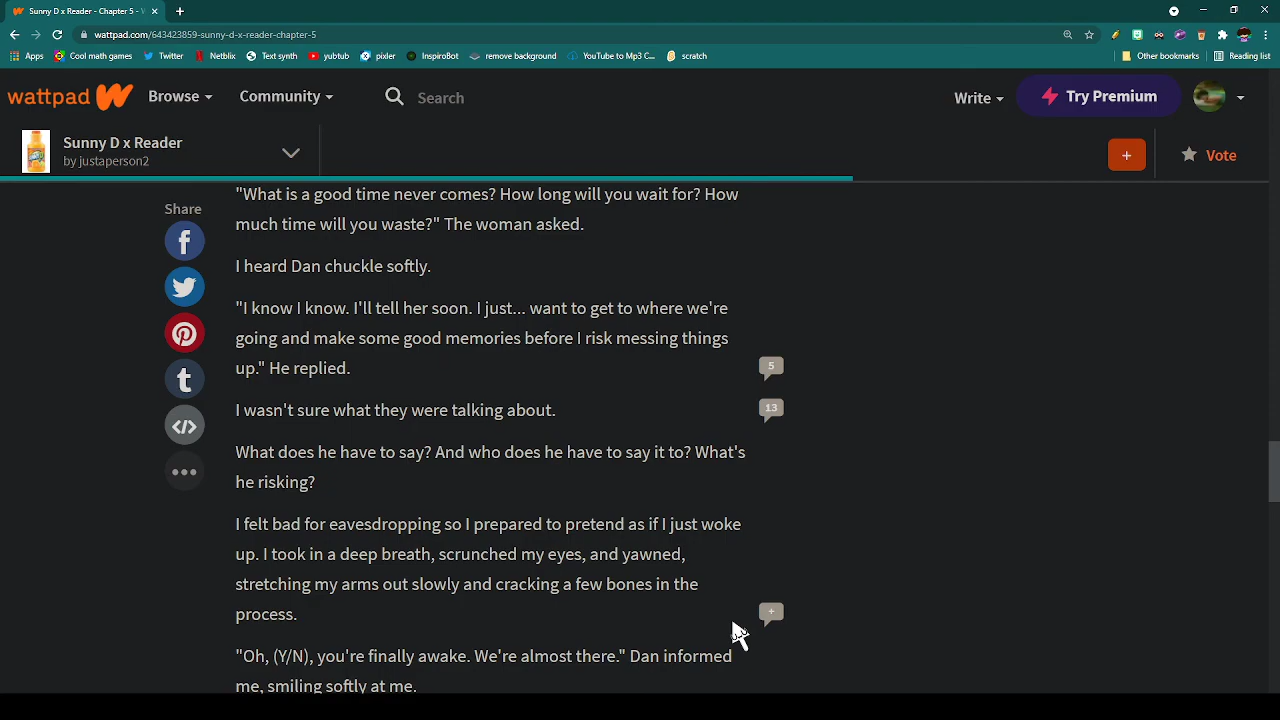 Sunny D x Reader - Chapter 5 - W
wattpad.com/643423859-sunny-d-x-reader-chapter-5
Apps Cool math games Twitter Netblix Text synth yubtub pixler InspiroBot remove background YouTube to Mp3 C... scratch Other bookmarks Reading list
wattpad Browse Community Search Write Try Premium
Sunny D x Reader
by justaperson2
+ Vote
Share
"What is a good time never comes? How long will you wait for? How
much time will you waste?" The woman asked.
I heard Dan chuckle softly.
"I know I know. I'll tell her soon. I just... want to get to where we're
going and make some good memories before I risk messing things
up." He replied.
5
I wasn't sure what they were talking about.
13
What does he have to say? And who does he have to say it to? What's
he risking?
I felt bad for eavesdropping so I prepared to pretend as if I just woke
up. I took in a deep breath, scrunched my eyes, and yawned,
stretching my arms out slowly and cracking a few bones in the
process.
+
"Oh, (Y/N), you're finally awake. We're almost there." Dan informed
me, smiling softly at me.